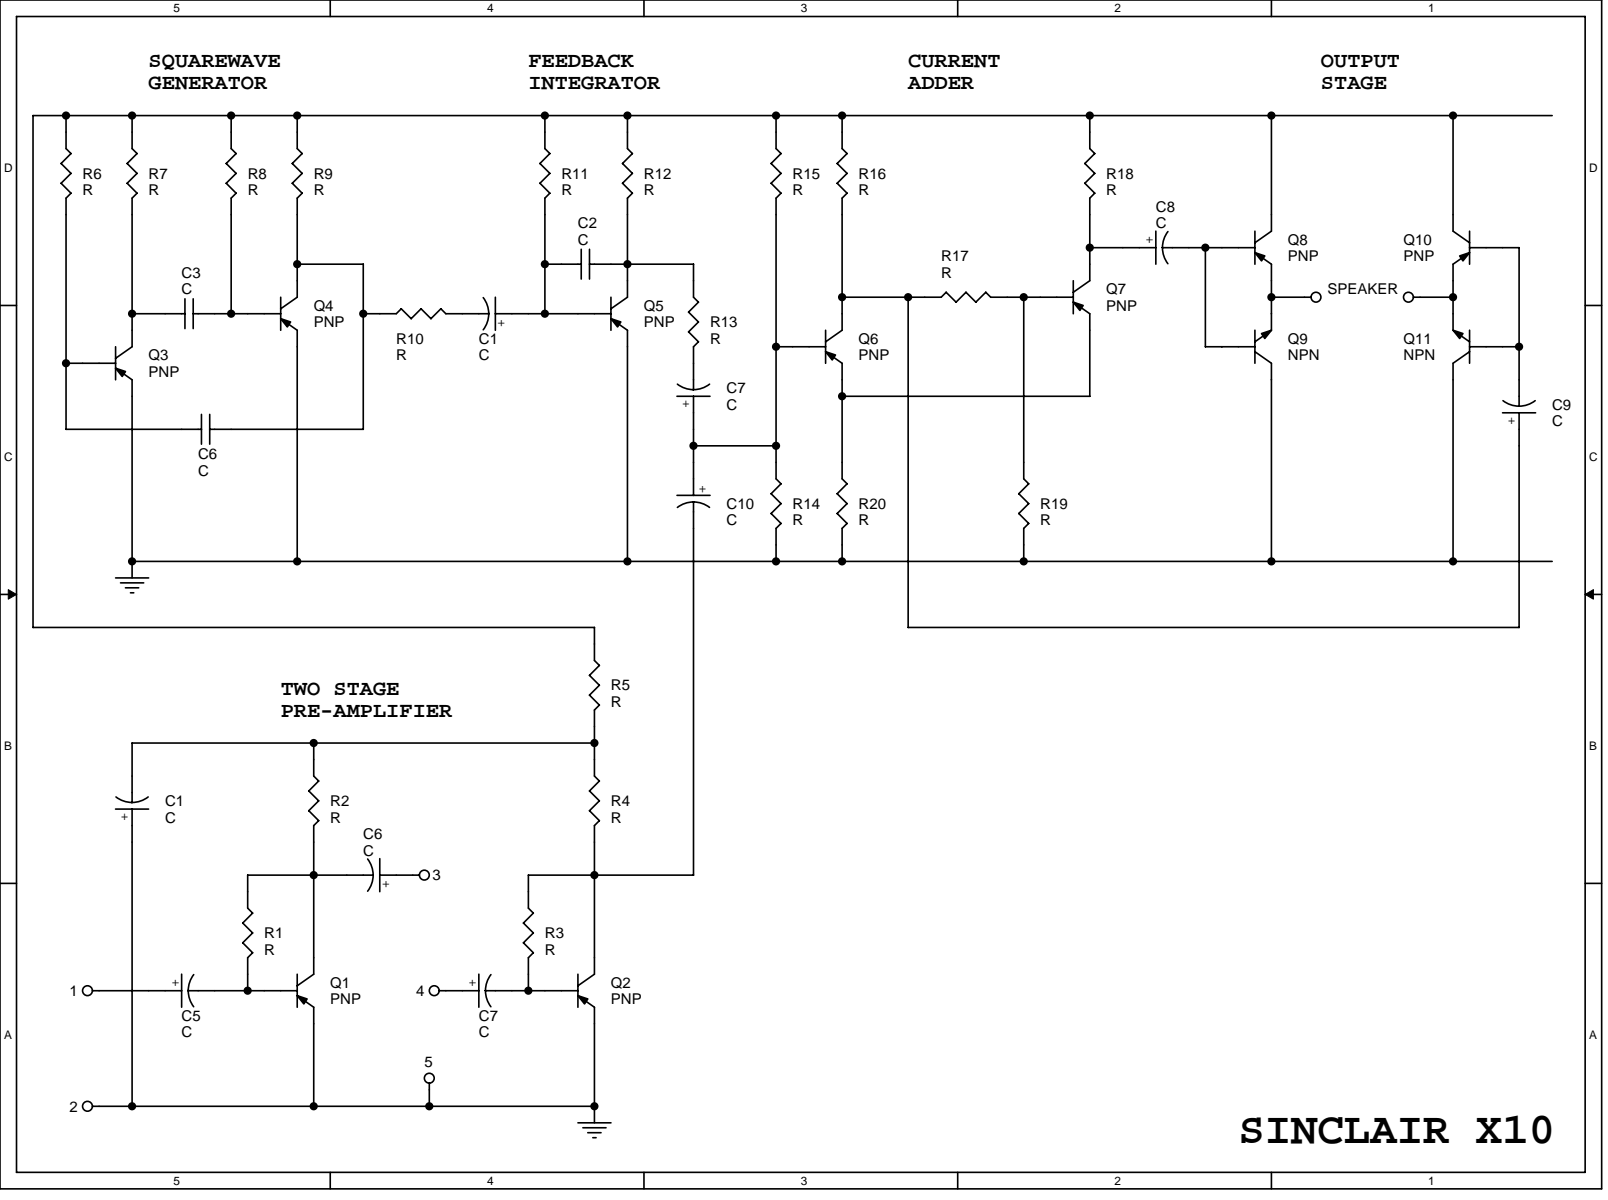 5 4 3 2 1
SQUAREWAVE
GENERATOR
FEEDBACK
INTEGRATOR
CURRENT
ADDER
OUTPUT
STAGE
D
D
R6
R
R7
R
R8
R
R9
R
R11
R
R12
R
R15
R
R16
R
R18
R
C8
C
+
C2
C
Q8
PNP
Q10
PNP
R17
R
C3
C
Q7
PNP
SPEAKER
Q4
PNP
Q5
PNP
R13
R
R10
R
C1
C
+
Q6
PNP
Q9
NPN
Q11
NPN
Q3
PNP
C7
C
+
C9
C
+
C6
C
C
C
C10
C
+
R14
R
R20
R
R19
R
R5
R
TWO STAGE
PRE-AMPLIFIER
B
B
C1
C
+
R2
R
R4
R
C6
C
+
3
R1
R
R3
R
1
+
C5
C
Q1
PNP
4
+
C7
C
Q2
PNP
A
A
5
2
SINCLAIR X10
5 4 3 2 1